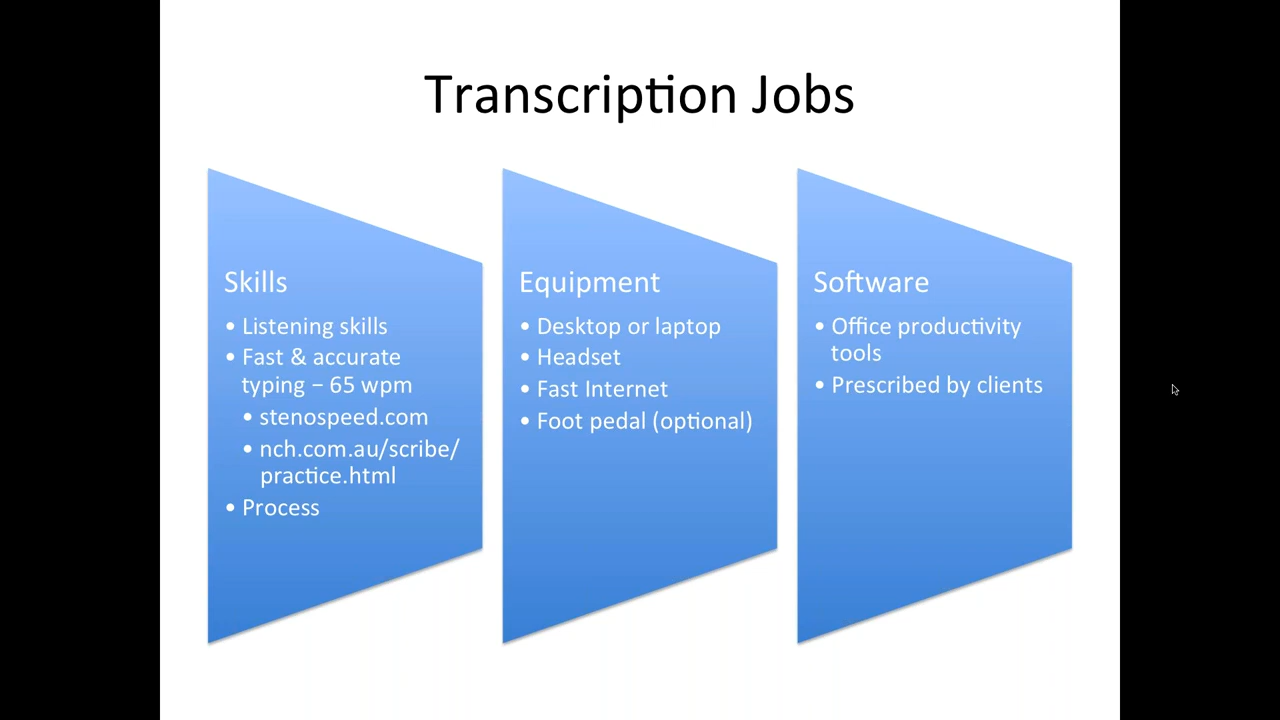 Transcription Jobs
Skills
• Listening skills
• Fast & accurate
typing – 65 wpm
• stenospeed.com
• nch.com.au/scribe/
practice.html
• Process
Equipment
• Desktop or laptop
• Headset
• Fast Internet
• Foot pedal (optional)
Software
• Office productivity
tools
• Prescribed by clients